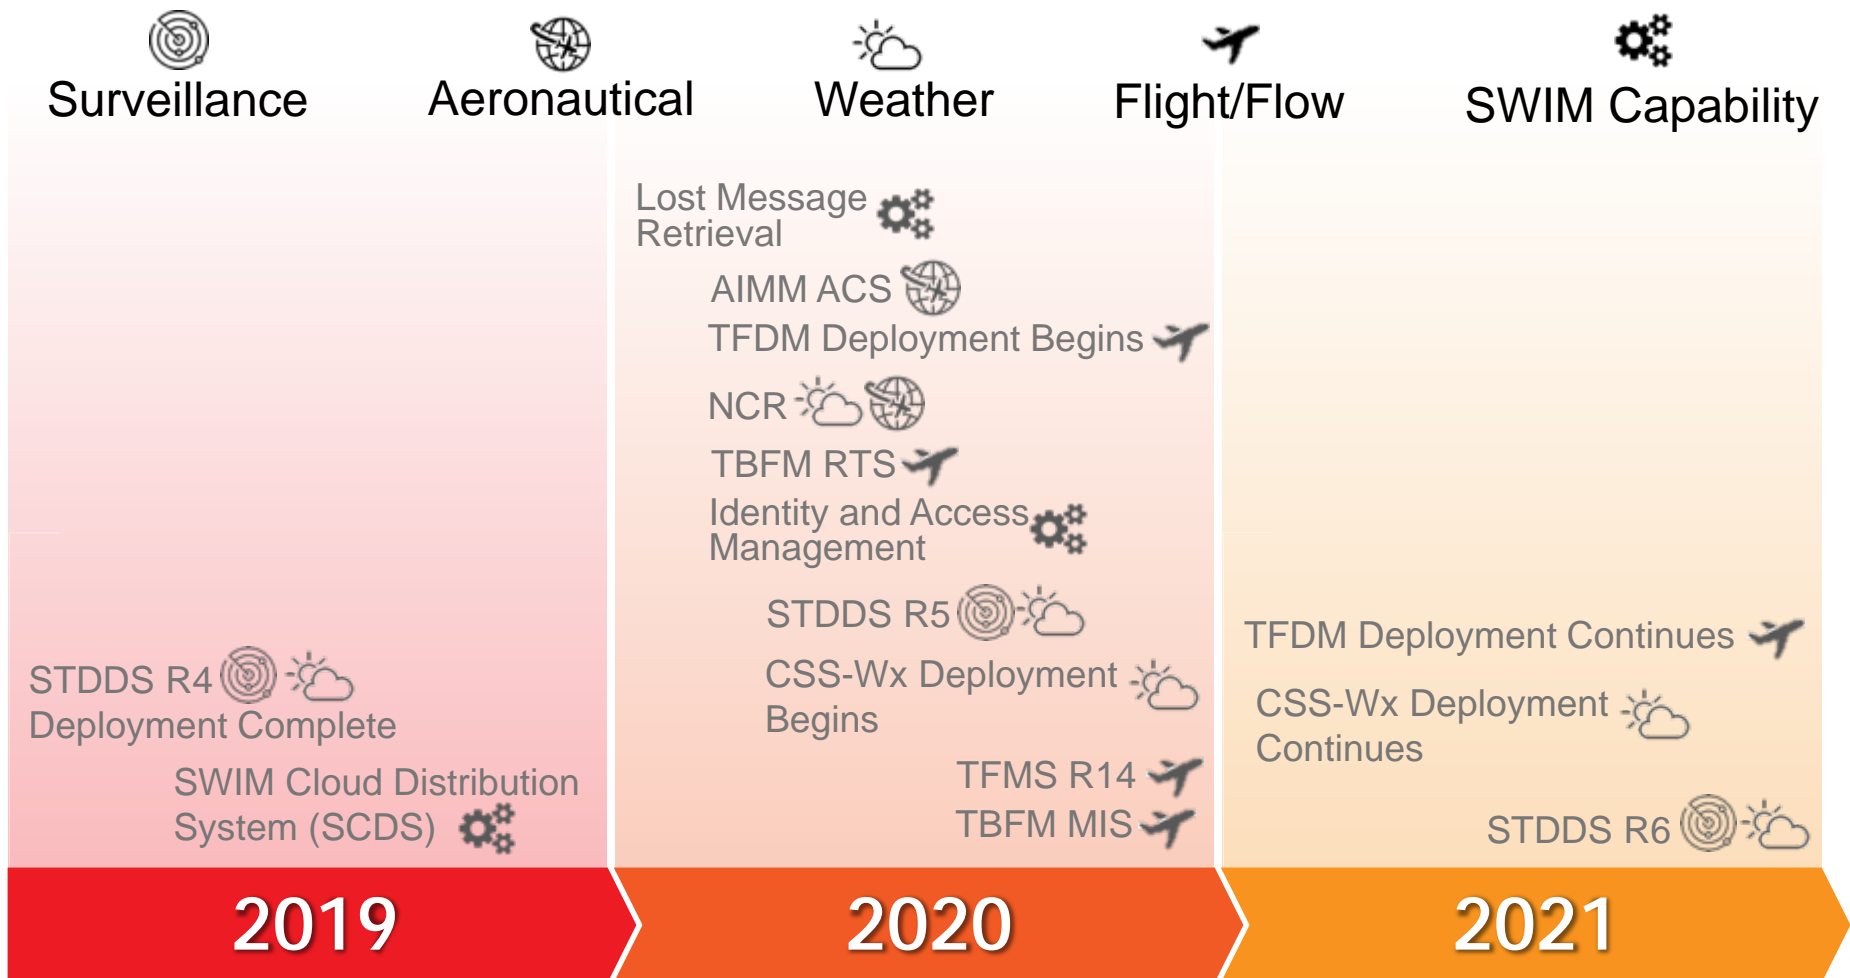 Surveillance
Aeronautical
Weather
Flight/Flow
SWIM Capability
STDDS R4
Deployment Complete
SWIM Cloud Distribution
System (SCDS)
Lost Message
Retrieval
AIMM ACS
TFDM Deployment Begins
NCR
TBFM RTS
Identity and Access
Management
STDDS R5
CSS-Wx Deployment
Begins
TFMS R14
TBFM MIS
TFDM Deployment Continues
CSS-Wx Deployment
Continues
STDDS R6
2019
2020
2021